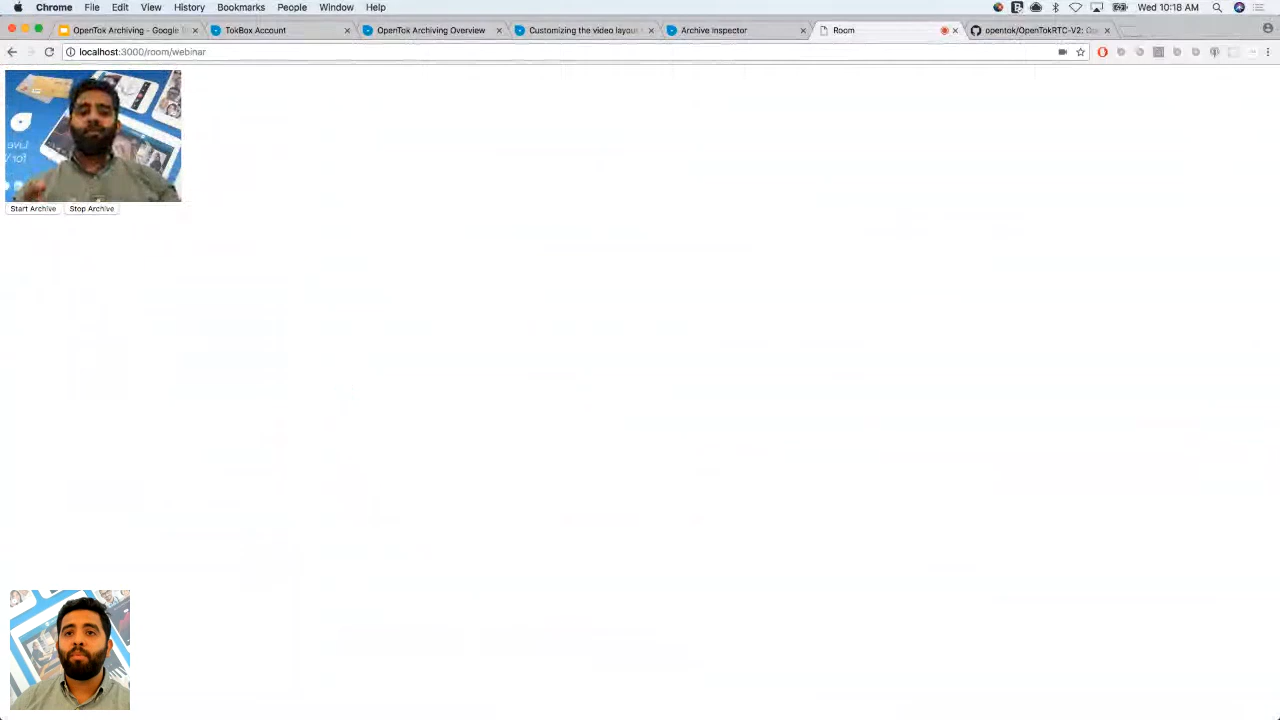 Chrome File Edit View History Bookmarks People Window Help Wed 10:18 AM
OpenTok Archiving - Google TokBox Account OpenTok Archiving Overview Customizing the video layout Archive Inspector Room opentok/OpenTokRTC-V2:
localhost:3000/room/webinar
Start Archive Stop Archive